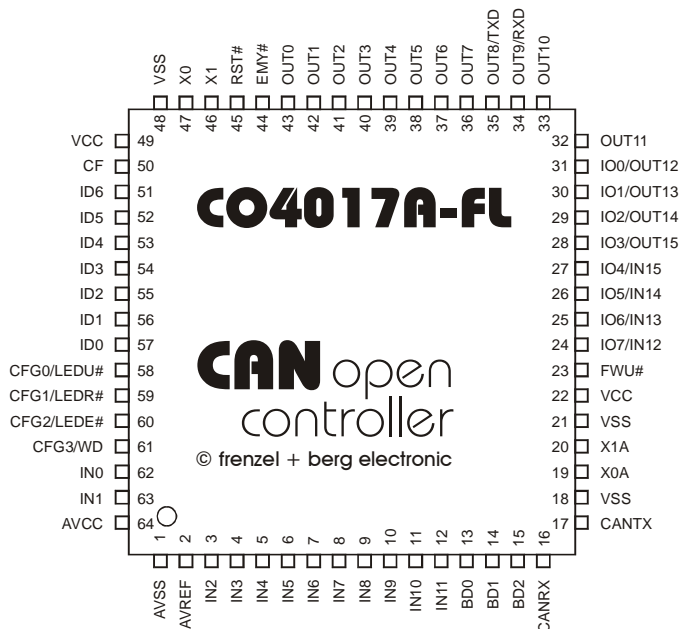 VSS
X0
X1
RST#
EMY#
OUT0
OUT1
OUT2
OUT3
OUT4
OUT5
OUT6
OUT7
OUT8/TXD
OUT9/RXD
OUT10
48 47 46 45 44 43 42 41 40 39 38 37 36 35 34 33
VCC 49 32 OUT11
CF 50 31 IO0/OUT12
ID6 51 30 IO1/OUT13
ID5 52 29 IO2/OUT14
ID4 53 28 IO3/OUT15
ID3 54 27 IO4/IN15
ID2 55 26 IO5/IN14
ID1 56 25 IO6/IN13
ID0 57 24 IO7/IN12
CFG0/LEDU# 58 23 FWU#
CFG1/LEDR# 59 22 VCC
CFG2/LEDE# 60 21 VSS
CFG3/WD 61 20 X1A
IN0 62 19 X0A
IN1 63 18 VSS
AVCC 64 17 CANTX
CO4017A-FL
CAN open
controller
© frenzel + berg electronic
1 2 3 4 5 6 7 8 9 10 11 12 13 14 15 16
AVSS
AVREF
IN2
IN3
IN4
IN5
IN6
IN7
IN8
IN9
IN10
IN11
BD0
BD1
BD2
CANRX